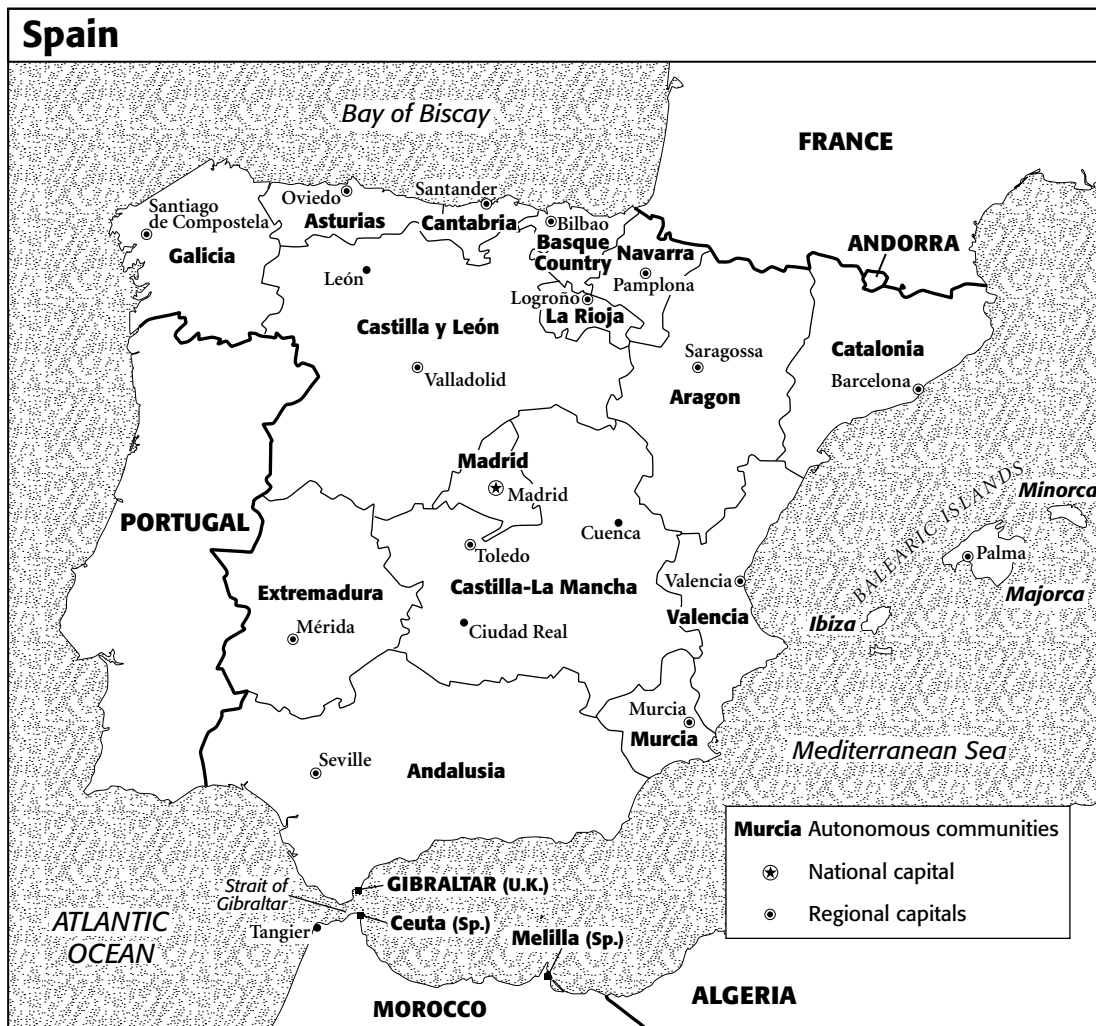 Spain
Bay of Biscay
FRANCE
Santander
Oviedo
Santiago
de Compostela
Asturias
Cantabria
Bilbao
Basque
Country
Navarra
ANDORRA
Galicia
León
Pamplona
Logroño
La Rioja
Castilla y León
Saragossa
Catalonia
Valladolid
Barcelona
Aragon
Madrid
Madrid
BALEARIC ISLANDS
Minorca
PORTUGAL
Cuenca
Toledo
Palma
Valencia
Extremadura
Castilla-La Mancha
Majorca
Valencia
Ibiza
Mérida
Ciudad Real
Murcia
Murcia
Mediterranean Sea
Seville
Andalusia
Murcia Autonomous communities
National capital
Regional capitals
Strait of
Gibraltar
GIBRALTAR (U.K.)
ATLANTIC
OCEAN
Tangier
Ceuta (Sp.)
Melilla (Sp.)
MOROCCO
ALGERIA